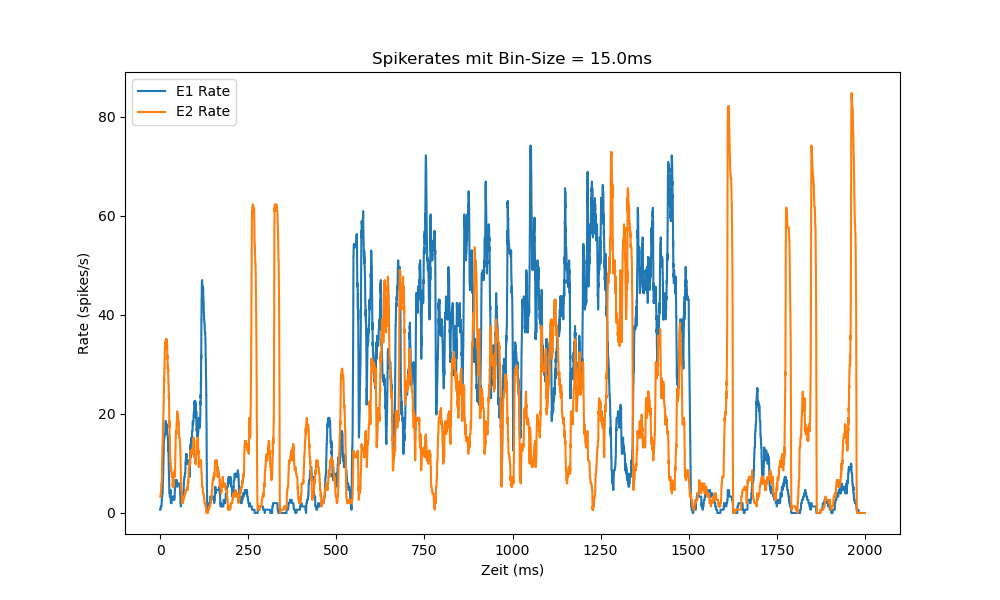 Spikerates mit Bin-Size = 15.0ms
E1 Rate
E2 Rate
Rate (spikes/s)
80
60
40
20
0
0 250 500 750 1000 1250 1500 1750 2000
Zeit (ms)